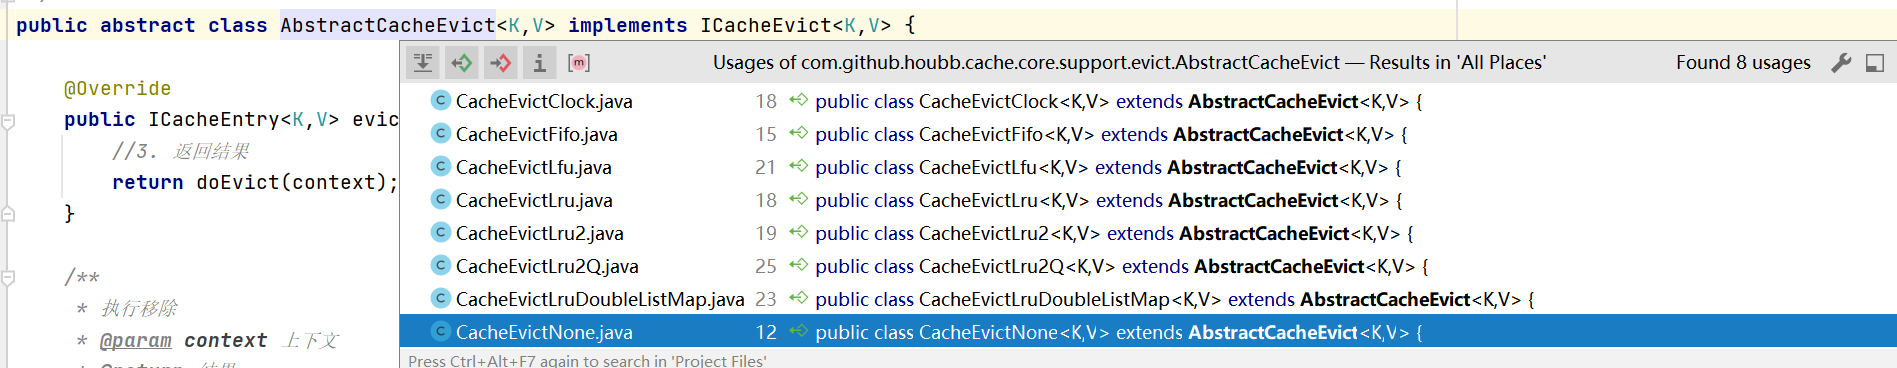 public abstract class AbstractCacheEvict<K,V> implements ICacheEvict<K,V> {
Usages of com.github.houbb.cache.core.support.evict.AbstractCacheEvict — Results in 'All Places' Found 8 usages
@Override
public ICacheEntry<K,V> evic
//3. 返回结果
return doEvict(context);
}
/**
* 执行移除
* @param context 上下文
CacheEvictClock.java 18 public class CacheEvictClock<K,V> extends AbstractCacheEvict<K,V> {
CacheEvictFifo.java 15 public class CacheEvictFifo<K,V> extends AbstractCacheEvict<K,V> {
CacheEvictLfu.java 21 public class CacheEvictLfu<K,V> extends AbstractCacheEvict<K,V> {
CacheEvictLru.java 18 public class CacheEvictLru<K,V> extends AbstractCacheEvict<K,V> {
CacheEvictLru2.java 19 public class CacheEvictLru2<K,V> extends AbstractCacheEvict<K,V> {
CacheEvictLru2Q.java 25 public class CacheEvictLru2Q<K,V> extends AbstractCacheEvict<K,V> {
CacheEvictLruDoubleListMap.java 23 public class CacheEvictLruDoubleListMap<K,V> extends AbstractCacheEvict<K,V> {
CacheEvictNone.java 12 public class CacheEvictNone<K,V> extends AbstractCacheEvict<K,V> {
Press Ctrl+Alt+F7 again to search in 'Project Files'